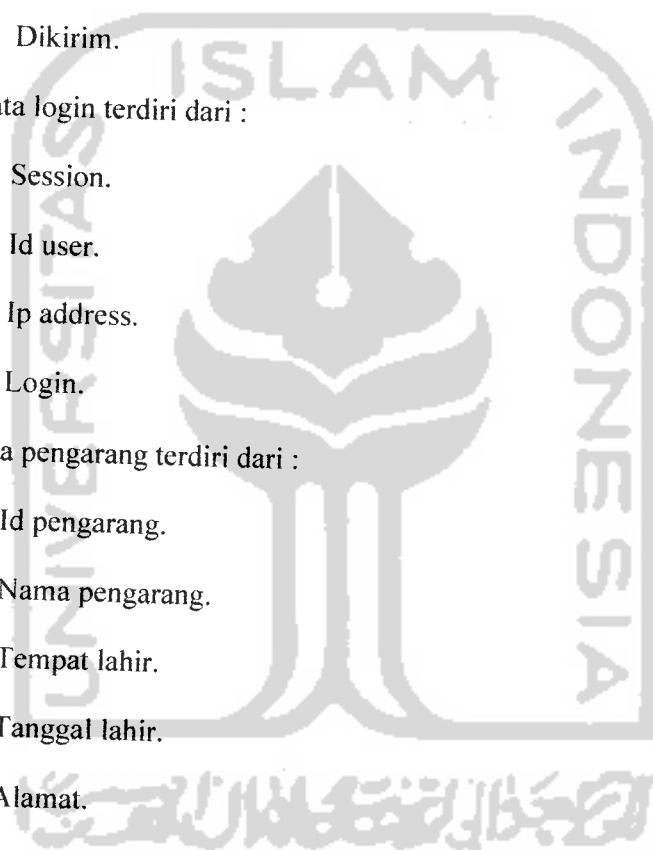 Dikirim.
ata login terdiri dari :
Session.
Id user.
Ip address.
Login.
a pengarang terdiri dari :
Id pengarang.
Nama pengarang.
Tempat lahir.
Tanggal lahir.
Alamat.
UNIVERSITAS
ISLAM
INDONESIA